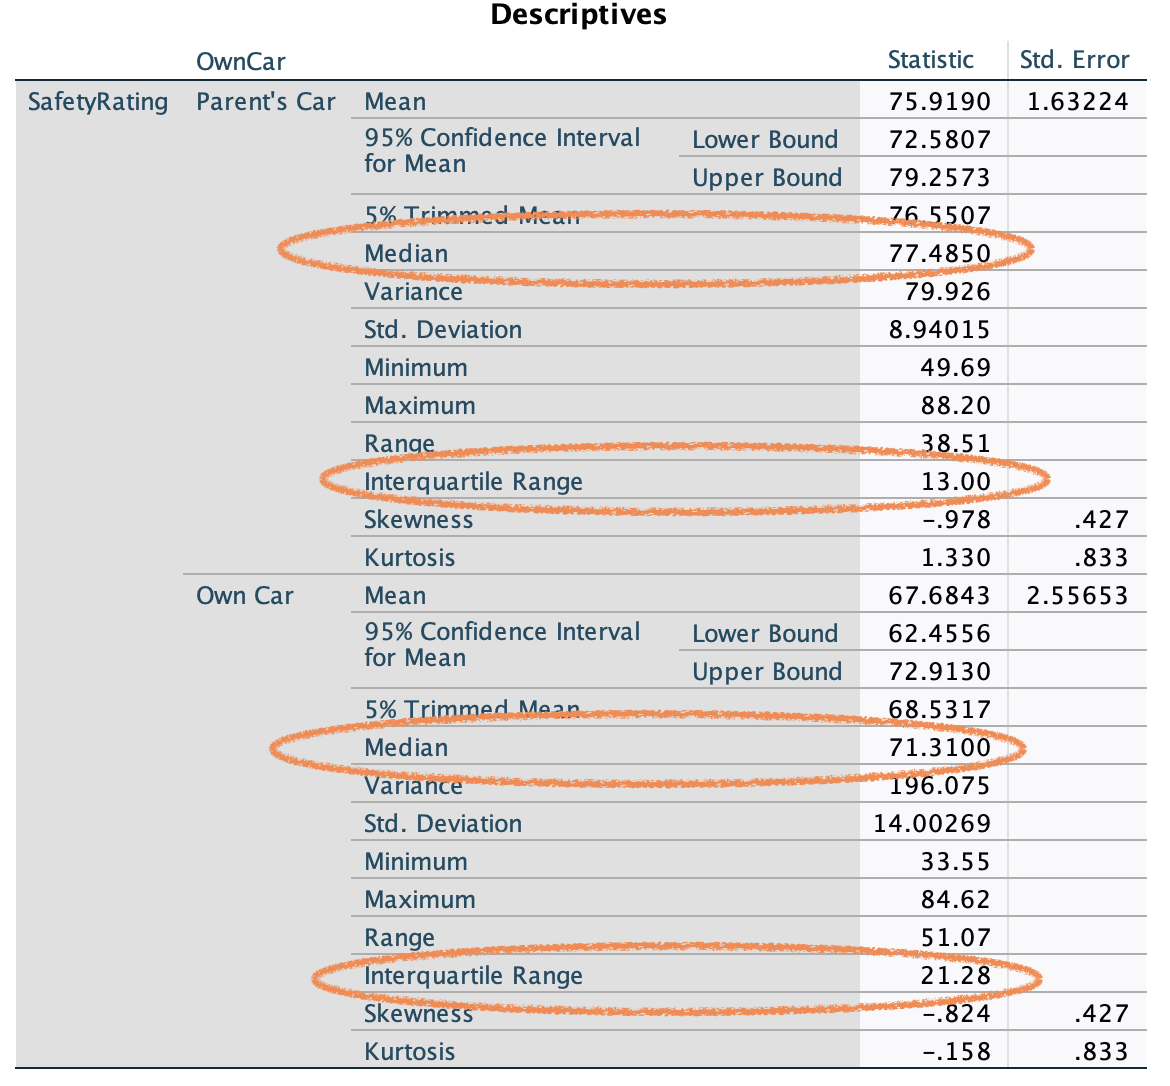 Descriptives
OwnCar Statistic Std. Error
SafetyRating Parent's Car Mean 75.9190 1.63224
95% Confidence Interval for Mean Lower Bound 72.5807
Upper Bound 79.2573
5% Trimmed Mean 76.5507
Median 77.4850
Variance 79.926
Std. Deviation 8.94015
Minimum 49.69
Maximum 88.20
Range 38.51
Interquartile Range 13.00
Skewness -.978 .427
Kurtosis 1.330 .833
Own Car Mean 67.6843 2.55653
95% Confidence Interval for Mean Lower Bound 62.4556
Upper Bound 72.9130
5% Trimmed Mean 68.5317
Median 71.3100
Variance 196.075
Std. Deviation 14.00269
Minimum 33.55
Maximum 84.62
Range 51.07
Interquartile Range 21.28
Skewness -.824 .427
Kurtosis -.158 .833